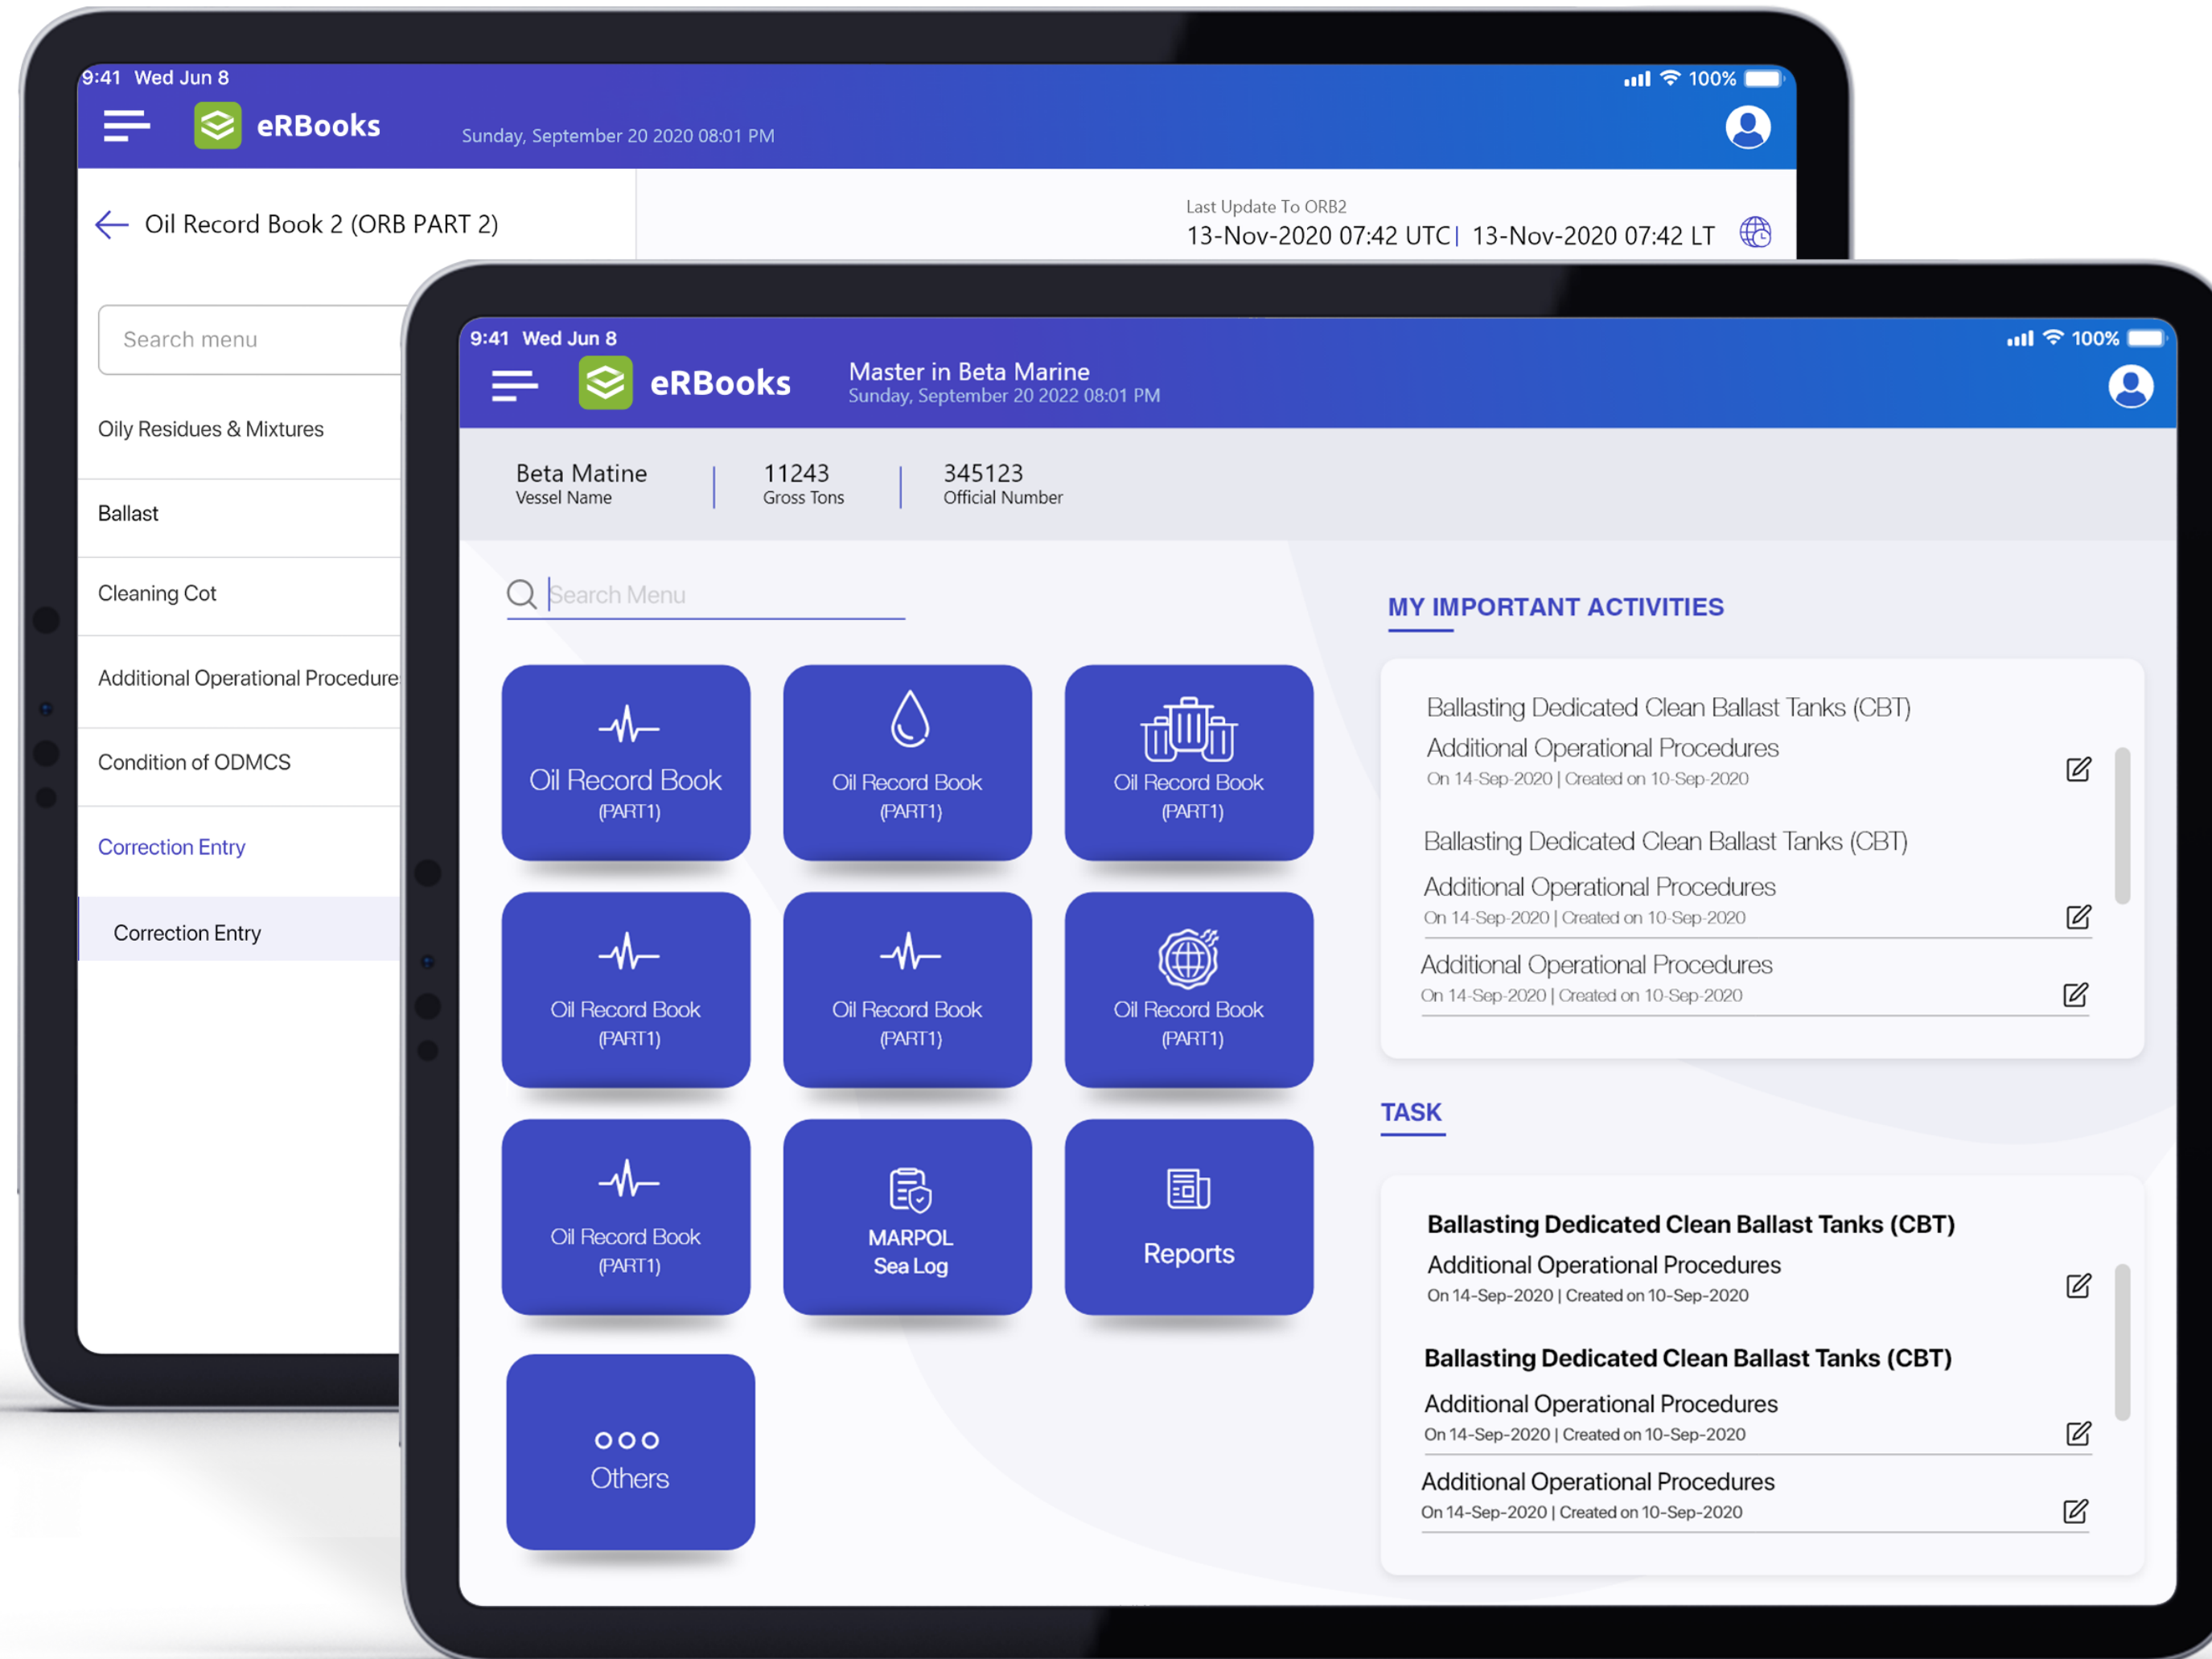 9:41 Wed Jun 8
100%
eRBooks
Sunday, September 20 2020 08:01 PM
Oil Record Book 2 (ORB PART 2)
Last Update To ORB2
13-Nov-2020 07:42 UTC| 13-Nov-2020 07:42 LT
Search menu
Oily Residues & Mixtures
Ballast
Cleaning Cot
Additional Operational Procedure
Condition of ODMCS
Correction Entry
Correction Entry
9:41 Wed Jun 8
100%
eRBooks
Master in Beta Marine
Sunday, September 20 2022 08:01 PM
Beta Matine
Vessel Name
11243
Gross Tons
345123
Official Number
Search Menu
Oil Record Book
(PART1)
Oil Record Book
(PART1)
Oil Record Book
(PART1)
Oil Record Book
(PART1)
Oil Record Book
(PART1)
Oil Record Book
(PART1)
Oil Record Book
(PART1)
MARPOL
Sea Log
Reports
Others
MY IMPORTANT ACTIVITIES
Ballasting Dedicated Clean Ballast Tanks (CBT)
Additional Operational Procedures
On 14-Sep-2020 | Created on 10-Sep-2020
Ballasting Dedicated Clean Ballast Tanks (CBT)
Additional Operational Procedures
On 14-Sep-2020 | Created on 10-Sep-2020
Additional Operational Procedures
On 14-Sep-2020 | Created on 10-Sep-2020
TASK
Ballasting Dedicated Clean Ballast Tanks (CBT)
Additional Operational Procedures
On 14-Sep-2020 | Created on 10-Sep-2020
Ballasting Dedicated Clean Ballast Tanks (CBT)
Additional Operational Procedures
On 14-Sep-2020 | Created on 10-Sep-2020
Additional Operational Procedures
On 14-Sep-2020 | Created on 10-Sep-2020